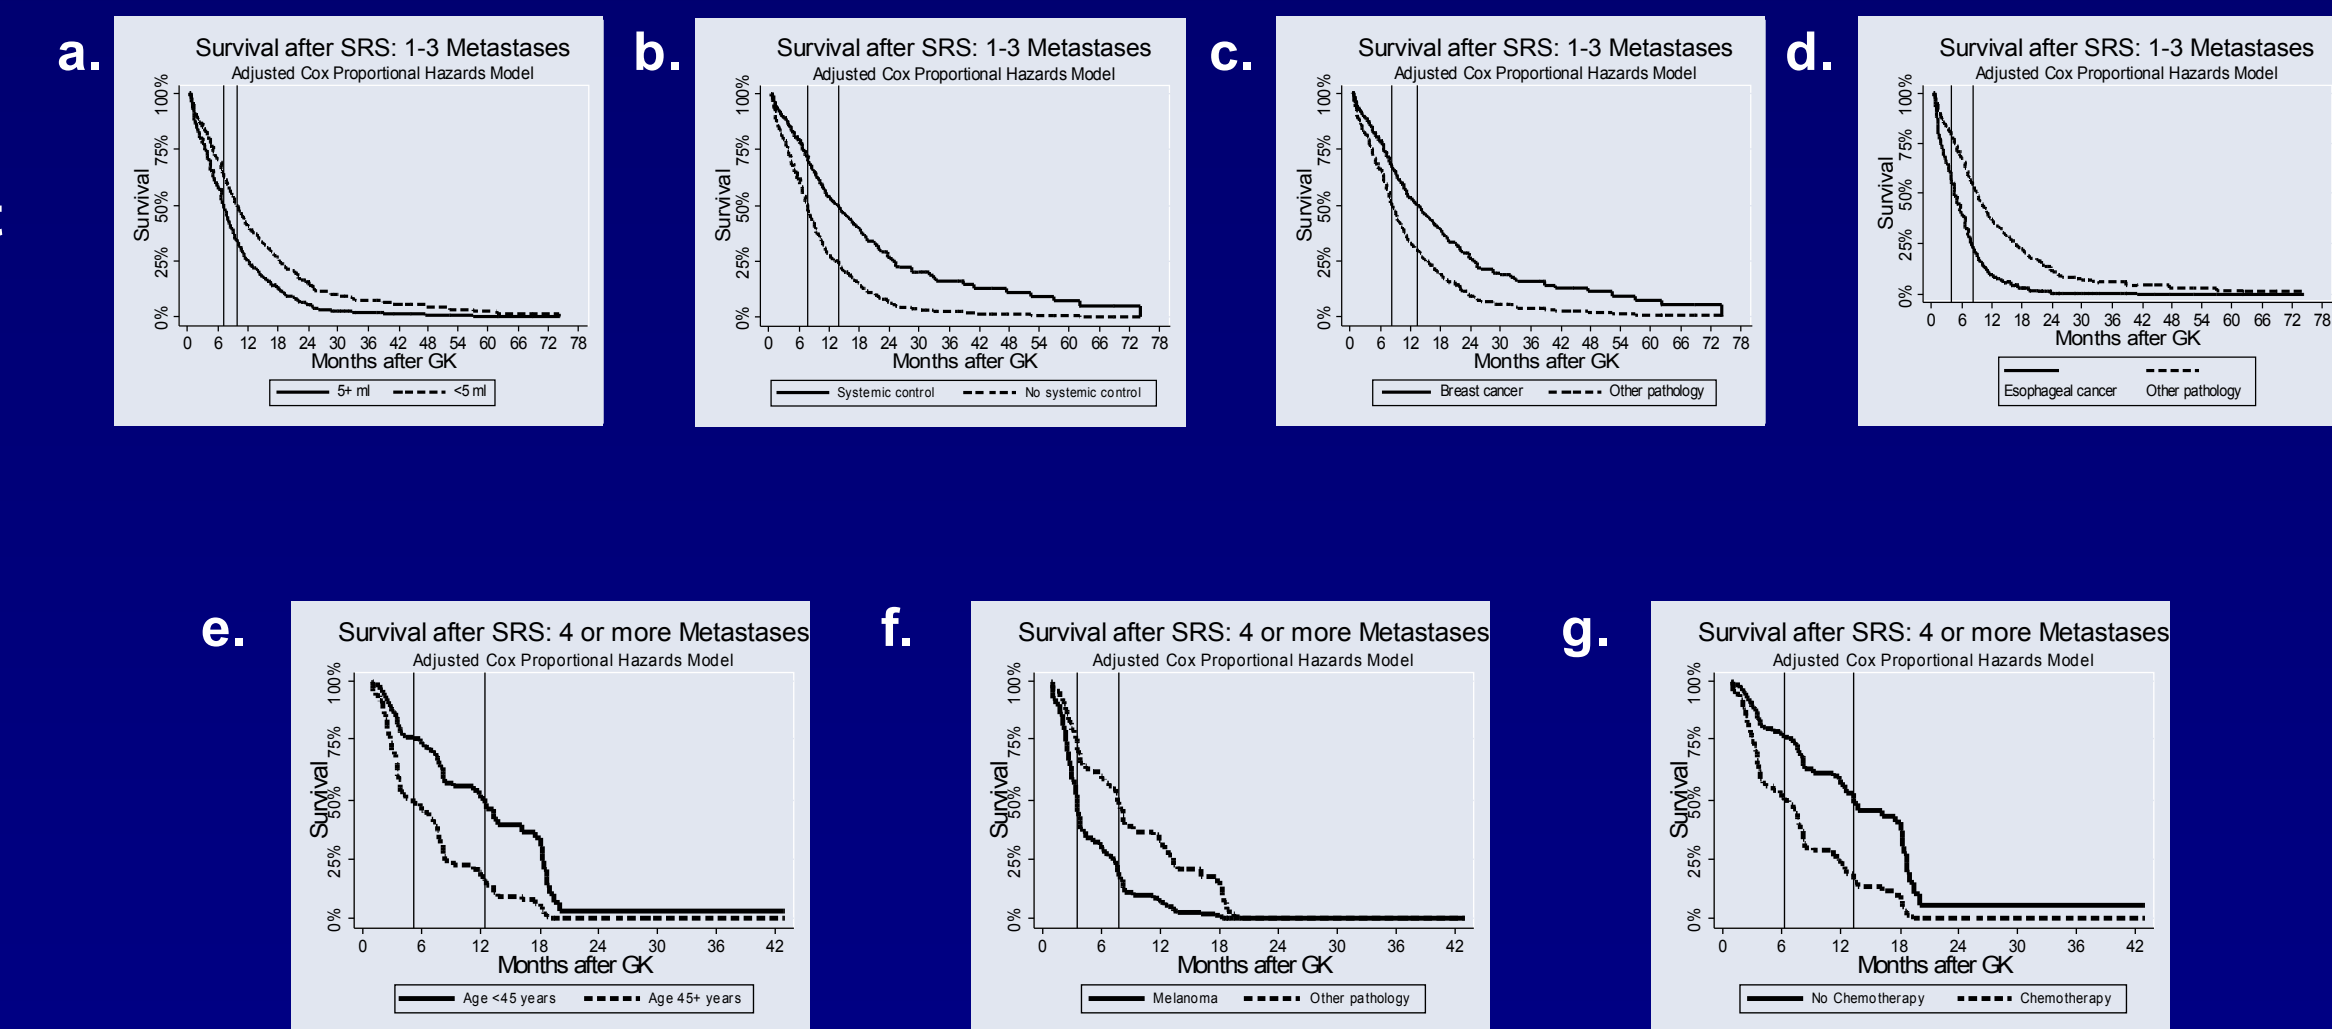 a.
Survival after SRS: 1-3 Metastases
Adjusted Cox Proportional Hazards Model
Survival
100%
75%
50%
25%
0%
0 6 12 18 24 30 36 42 48 54 60 66 72 78
Months after GK
5+ ml <5 ml
b.
Survival after SRS: 1-3 Metastases
Adjusted Cox Proportional Hazards Model
Survival
100%
75%
50%
25%
0%
0 6 12 18 24 30 36 42 48 54 60 66 72 78
Months after GK
Systemic control No systemic control
c.
Survival after SRS: 1-3 Metastases
Adjusted Cox Proportional Hazards Model
Survival
100%
75%
50%
25%
0%
0 6 12 18 24 30 36 42 48 54 60 66 72 78
Months after GK
Breast cancer Other pathology
d.
Survival after SRS: 1-3 Metastases
Adjusted Cox Proportional Hazards Model
Survival
100%
75%
50%
25%
0%
0 6 12 18 24 30 36 42 48 54 60 66 72 78
Months after GK
Esophageal cancer Other pathology
e.
Survival after SRS: 4 or more Metastases
Adjusted Cox Proportional Hazards Model
Survival
100%
75%
50%
25%
0%
0 6 12 18 24 30 36 42
Months after GK
Age <45 years Age 45+ years
f.
Survival after SRS: 4 or more Metastases
Adjusted Cox Proportional Hazards Model
Survival
100%
75%
50%
25%
0%
0 6 12 18 24 30 36 42
Months after GK
Melanoma Other pathology
g.
Survival after SRS: 4 or more Metastases
Adjusted Cox Proportional Hazards Model
Survival
100%
75%
50%
25%
0%
0 6 12 18 24 30 36 42
Months after GK
No Chemotherapy Chemotherapy